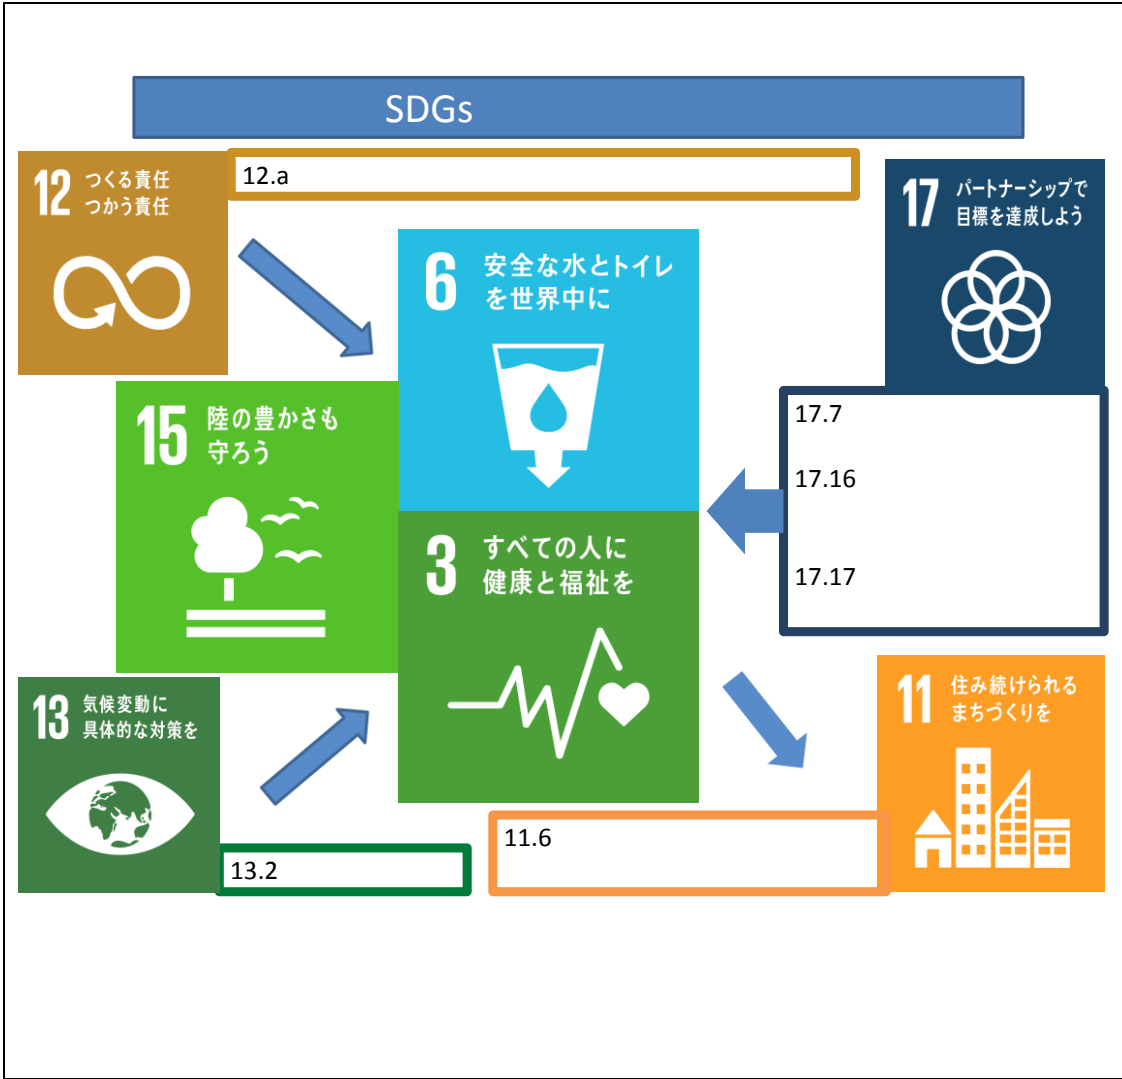 SDGs
12 つくる責任
つかう責任
12.a
17 パートナーシップで
目標を達成しよう
6 安全な水とトイレ
を世界中に
15 陸の豊かさも
守ろう
17.7
17.16
17.17
3 すべての人に
健康と福祉を
13 気候変動に
具体的な対策を
13.2
11.6
11 住み続けられる
まちづくりを